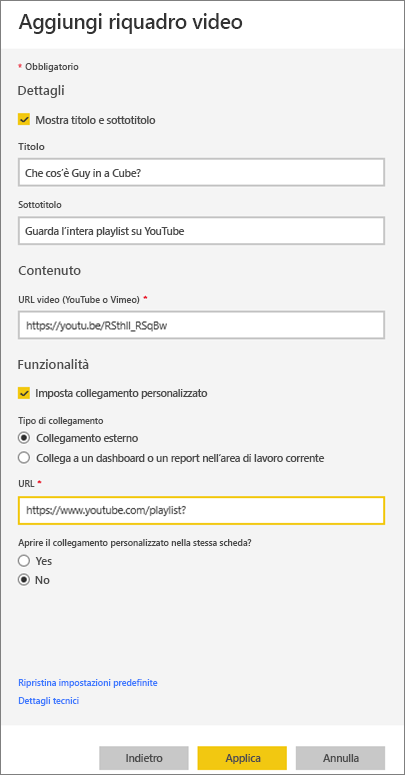 Aggiungi riquadro video
* Obbligatorio
Dettagli
Mostra titolo e sottotitolo
Titolo
Che cos'è Guy in a Cube?
Sottotitolo
Guarda l'intera playlist su YouTube
Contenuto
URL video (YouTube o Vimeo) *
https://youtu.be/RSthlI_RSqBw
Funzionalità
Imposta collegamento personalizzato
Tipo di collegamento
Collegamento esterno
Collega a un dashboard o un report nell'area di lavoro corrente
URL *
https://www.youtube.com/playlist?
Aprire il collegamento personalizzato nella stessa scheda?
Yes
No
Ripristina impostazioni predefinite
Dettagli tecnici
Indietro Applica Annulla